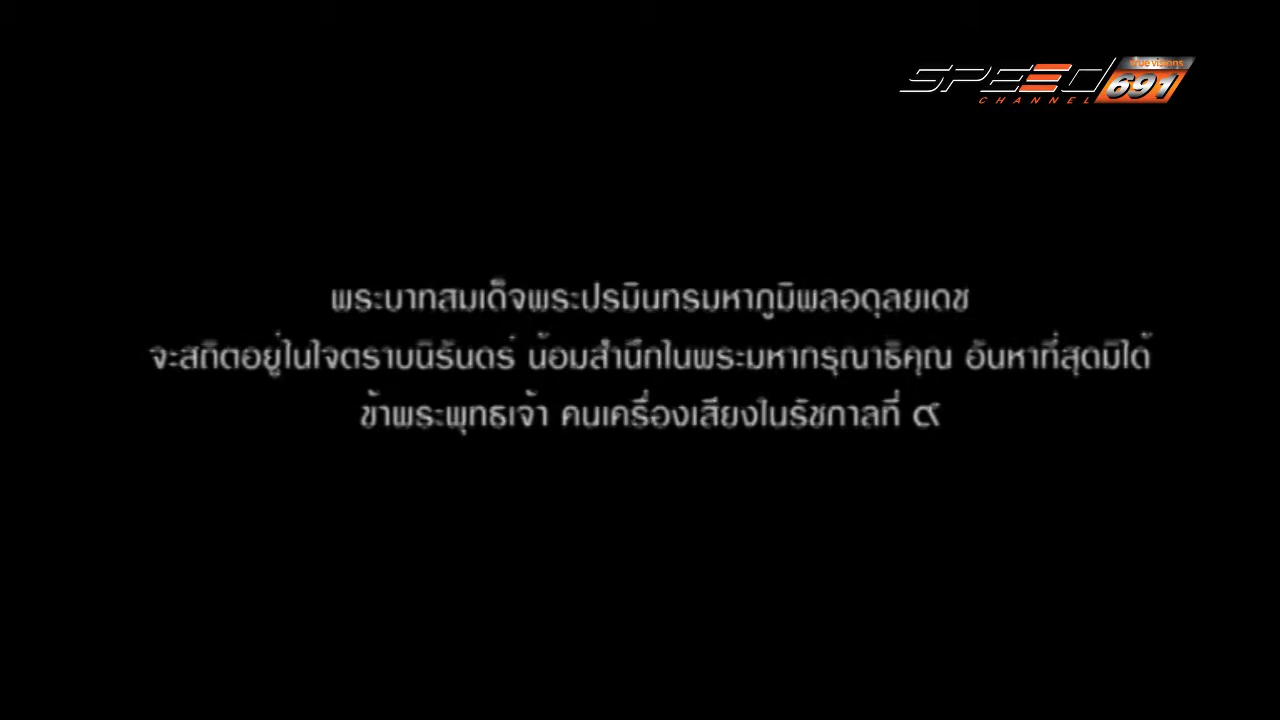 SPEED
CHANNEL
true visions
691
พระบาทสมเด็จพระปรมินทรมหาภูมิพลอดุลยเดช
จะสถิตอยู่ในใจตราบนิรันดร์ น้อมสำนึกในพระมหากรุณาธิคุณ อันหาที่สุดมิได้
ข้าพระพุทธเจ้า คนเครื่องเสียงในรัชกาลที่ ๙